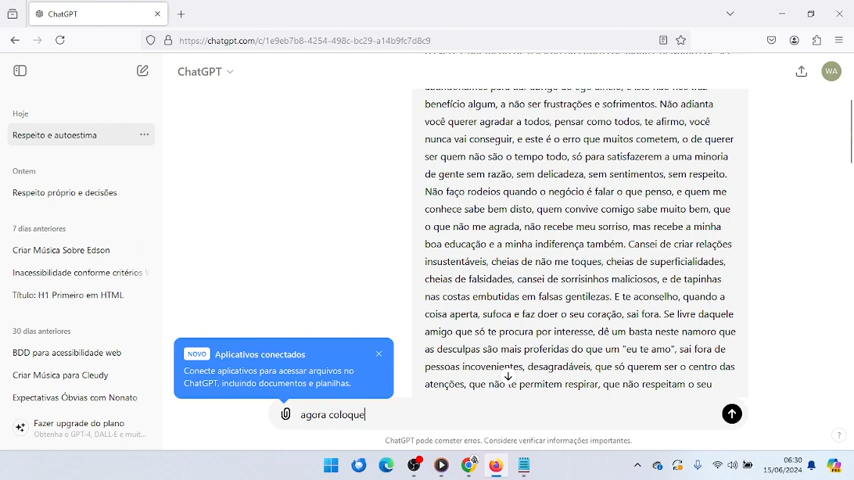 ChatGPT
https://chatgpt.com/c/1e9eb7b8-4254-498c-bc29-a14b9fc7d8c9
ChatGPT
WA
Hoje
Respeito e autoestima
Ontem
Respeito próprio e decisões
7 dias anteriores
Criar Música Sobre Edson
Inacessibilidade conforme critérios
Título: H1 Primeiro em HTML
30 dias anteriores
BDD para acessibilidade web
Criar Música para Cleudy
Expectativas Óbvias com Nonato
Fazer upgrade do plano
Obtenha o GPT-4, DALL-E e muit
benefício algum, a não ser frustrações e sofrimentos. Não adianta
você querer agradar a todos, pensar como todos, te afirmo, você
nunca vai conseguir, e este é o erro que muitos cometem, o de querer
ser quem não são o tempo todo, só para satisfazerem a uma minoria
de gente sem razão, sem delicadeza, sem sentimentos, sem respeito.
Não faço rodeios quando o negócio é falar o que penso, e quem me
conhece sabe bem disto, quem convive comigo sabe muito bem, que
o que não me agrada, não recebe meu sorriso, mas recebe a minha
boa educação e a minha indiferença também. Cansei de criar relações
insustentáveis, cheias de não me toques, cheias de superficialidades,
cheias de falsidades, cansei de sorrisinhos maliciosos, e de tapinhas
nas costas embutidas em falsas gentilezas. E te aconselho, quando a
coisa aperta, sufoca e faz doer o seu coração, sai fora. Se livre daquele
amigo que só te procura por interesse, dê um basta neste namoro que
as desculpas são mais proferidas do que um "eu te amo", sai fora de
pessoas incovenientes, desagradáveis, que só querem ser o centro das
atenções, que não te permitem respirar, que não respeitam o seu
NOVO Aplicativos conectados
Conecte aplicativos para acessar arquivos no
ChatGPT, incluindo documentos e planilhas.
agora coloque
ChatGPT pode cometer erros. Considere verificar informações importantes.
?
06:30
15/06/2024